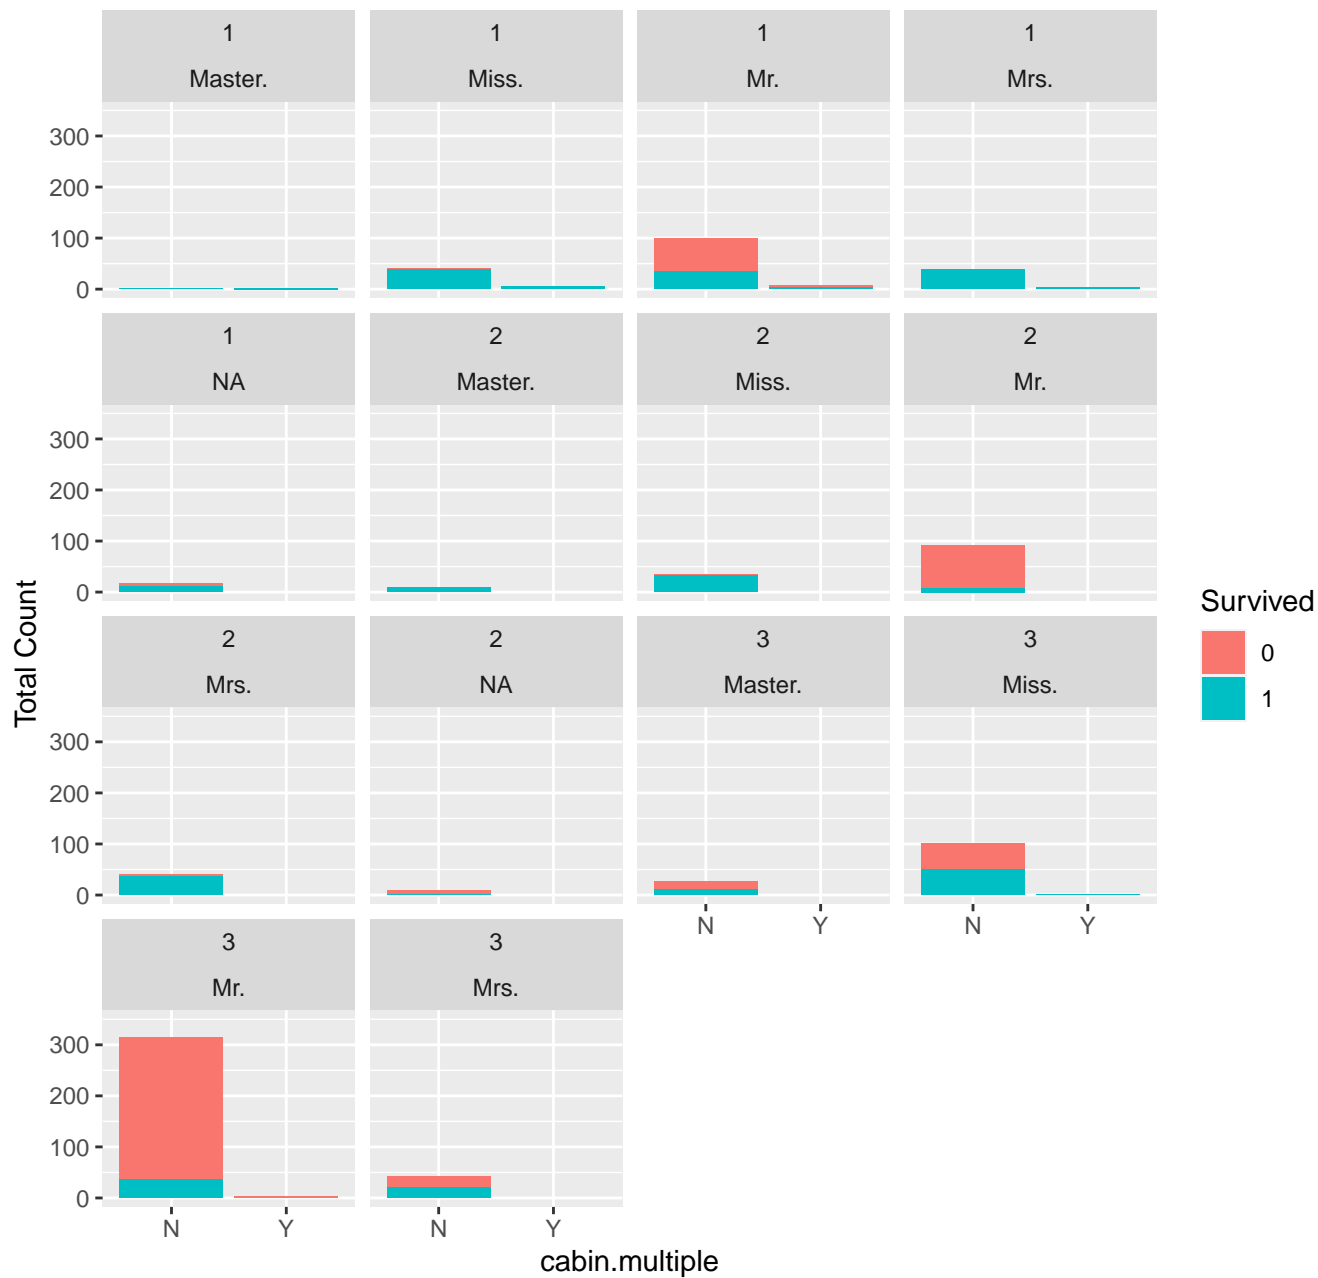 1 1 1 1
Master. Miss. Mr. Mrs.
300
200
100
0
1 2 2 2
NA Master. Miss. Mr.
300
200
100
0
2 2 3 3
Mrs. NA Master. Miss.
300
200
100
0
N Y N Y
3 3
Mr. Mrs.
300
200
100
0
N Y N Y
cabin.multiple
Total Count
Survived
0
1